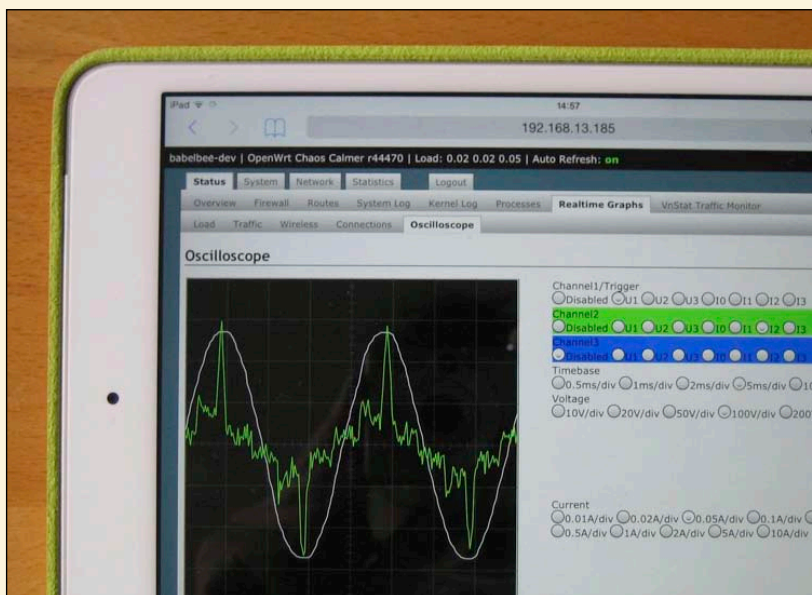 iPad 14:57
192.168.13.185
babelbee-dev | OpenWrt Chaos Calmer r44470 | Load: 0.02 0.02 0.05 | Auto Refresh: on
Status System Network Statistics Logout
Overview Firewall Routes System Log Kernel Log Processes Realtime Graphs VnStat Traffic Monitor
Load Traffic Wireless Connections Oscilloscope
Oscilloscope
Channel1/Trigger
Disabled U1 U2 U3 I0 I1 I2 I3
Channel2
Disabled U1 U2 U3 I0 I1 I2 I3
Channel3
Disabled U1 U2 U3 I0 I1 I2 I3
Timebase
0.5ms/div 1ms/div 2ms/div 5ms/div 10
Voltage
10V/div 20V/div 50V/div 100V/div 200
Current
0.01A/div 0.02A/div 0.05A/div 0.1A/div
0.5A/div 1A/div 2A/div 5A/div 10A/div